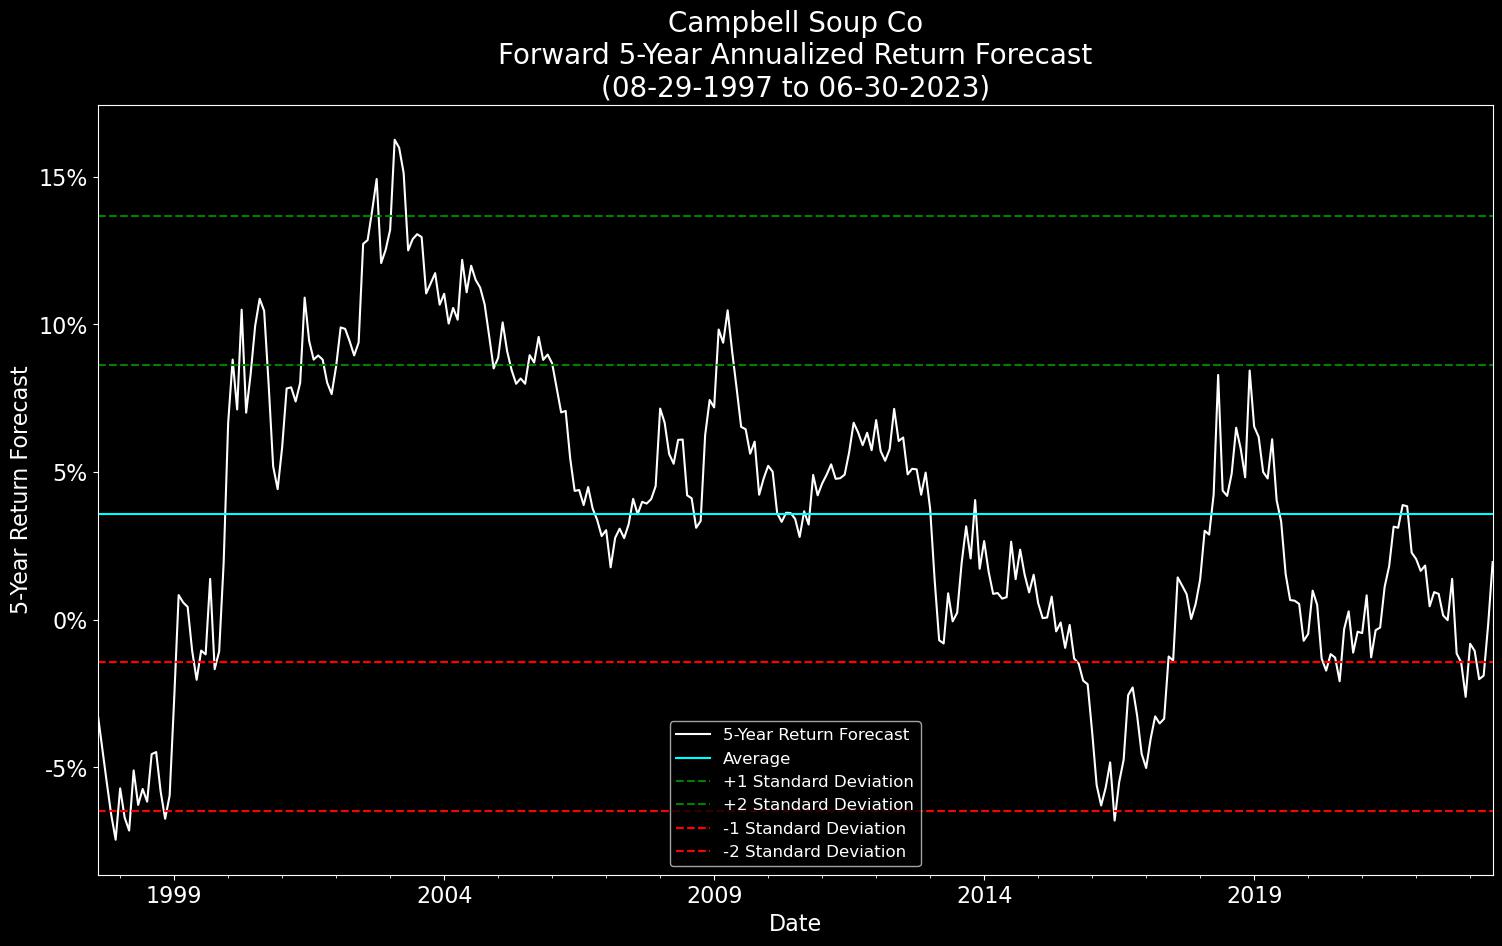 Campbell Soup Co
Forward 5-Year Annualized Return Forecast
(08-29-1997 to 06-30-2023)
5-Year Return Forecast
15%
10%
5%
0%
-5%
5-Year Return Forecast
Average
+1 Standard Deviation
+2 Standard Deviation
-1 Standard Deviation
-2 Standard Deviation
1999 2004 2009 2014 2019
Date